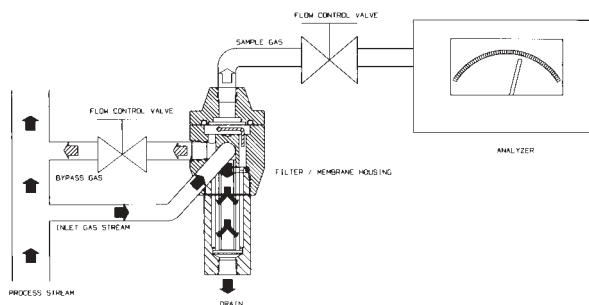 FLOW CONTROL VALVE
SAMPLE GAS
FLOW CONTROL VALVE
ANALYZER
BYPASS GAS
FILTER / MEMBRANE HOUSING
INLET GAS STREAM
PROCESS STREAM
DRAIN